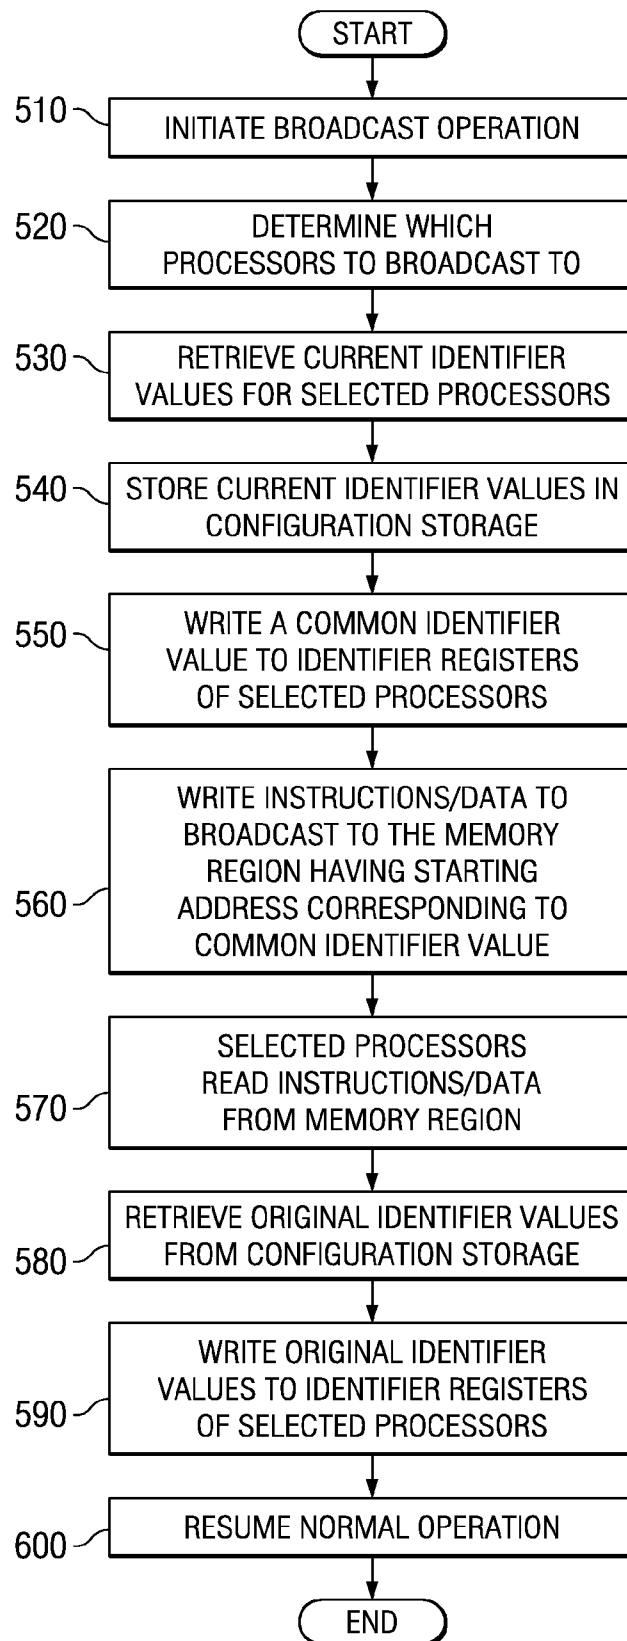 START
510
INITIATE BROADCAST OPERATION
520
DETERMINE WHICH
PROCESSORS TO BROADCAST TO
530
RETRIEVE CURRENT IDENTIFIER
VALUES FOR SELECTED PROCESSORS
540
STORE CURRENT IDENTIFIER VALUES IN
CONFIGURATION STORAGE
550
WRITE A COMMON IDENTIFIER
VALUE TO IDENTIFIER REGISTERS
OF SELECTED PROCESSORS
560
WRITE INSTRUCTIONS/DATA TO
BROADCAST TO THE MEMORY
REGION HAVING STARTING
ADDRESS CORRESPONDING TO
COMMON IDENTIFIER VALUE
570
SELECTED PROCESSORS
READ INSTRUCTIONS/DATA
FROM MEMORY REGION
580
RETRIEVE ORIGINAL IDENTIFIER VALUES
FROM CONFIGURATION STORAGE
590
WRITE ORIGINAL IDENTIFIER
VALUES TO IDENTIFIER REGISTERS
OF SELECTED PROCESSORS
600
RESUME NORMAL OPERATION
END